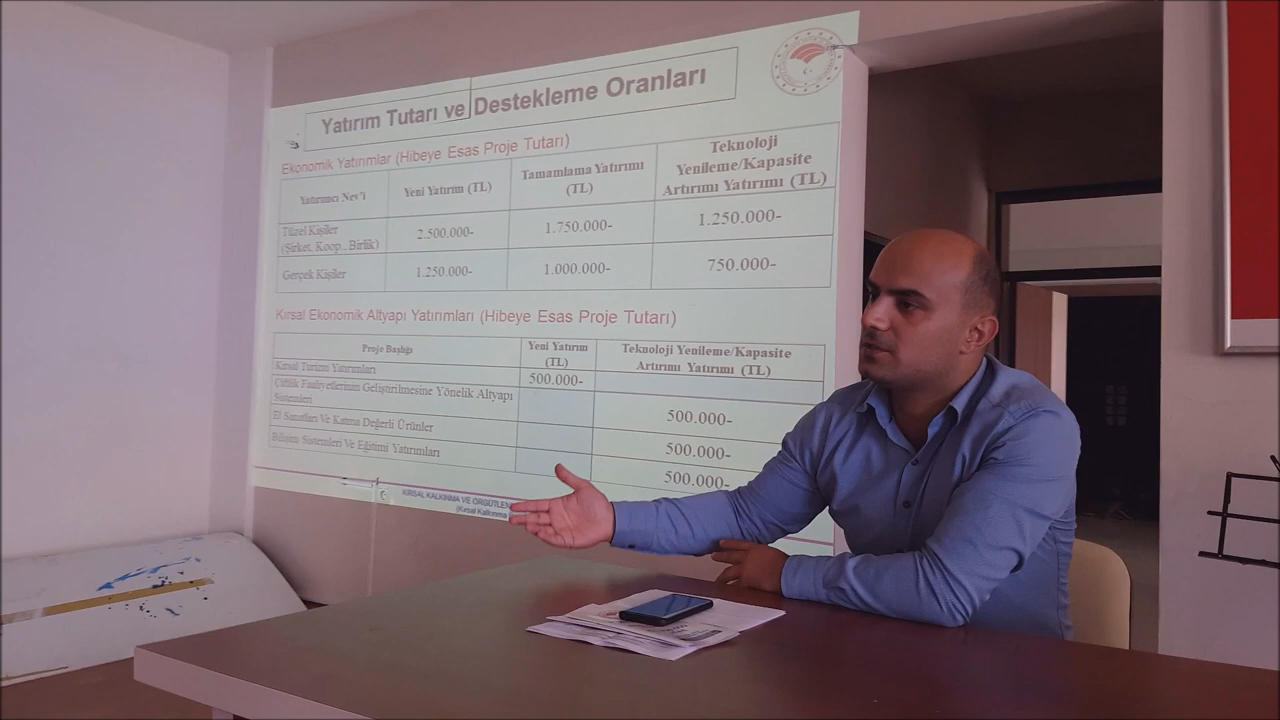 Yatırım Tutarı ve Destekleme Oranları
Ekonomik Yatırımlar (Hibeye Esas Proje Tutarı)
Yatırımcı Nev'i
Yeni Yatırım (TL)
Tamamlama Yatırımı
(TL)
Teknoloji
Yenileme/Kapasite
Artırımı Yatırımı (TL)
Tüzel Kişiler
(Şirket, Koop., Birlik)
2.500.000-
1.750.000-
1.250.000-
Gerçek Kişiler
1.250.000-
1.000.000-
750.000-
Kırsal Ekonomik Altyapı Yatırımları (Hibeye Esas Proje Tutarı)
Proje Başlığı
Yeni Yatırım
(TL)
Teknoloji Yenileme/Kapasite
Artırımı Yatırımı (TL)
Kırsal Turizm Yatırımları
500.000-
Çiftlik Faaliyetlerinin Geliştirilmesine Yönelik Altyapı
Sistemleri
500.000-
El Sanatları Ve Katma Değerli Ürünler
500.000-
Bilişim Sistemleri Ve Eğitimi Yatırımları
500.000-
KIRSAL KALKINMA VE ÖRGÜTLEN
(Kırsal Kalkınma